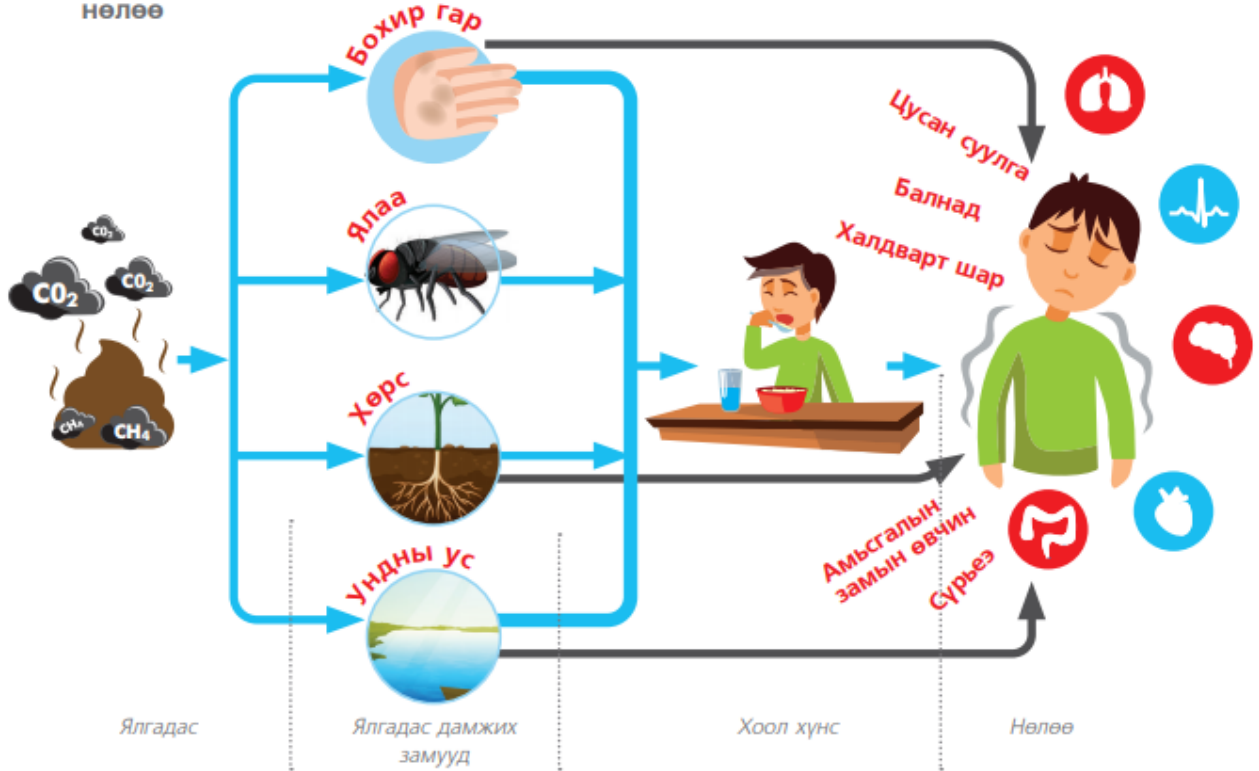 нөлөө
Бохир гар
Ялаа
Хөрс
Ундны ус
CO2
CO2
CO2
CH4
CH4
Цусан суулга
Балнад
Халдварт шар
Амьсгалын
замын өвчин
Сүрьеэ
Ялгадас
Ялгадас дамжих
замууд
Хоол хүнс
Нөлөө